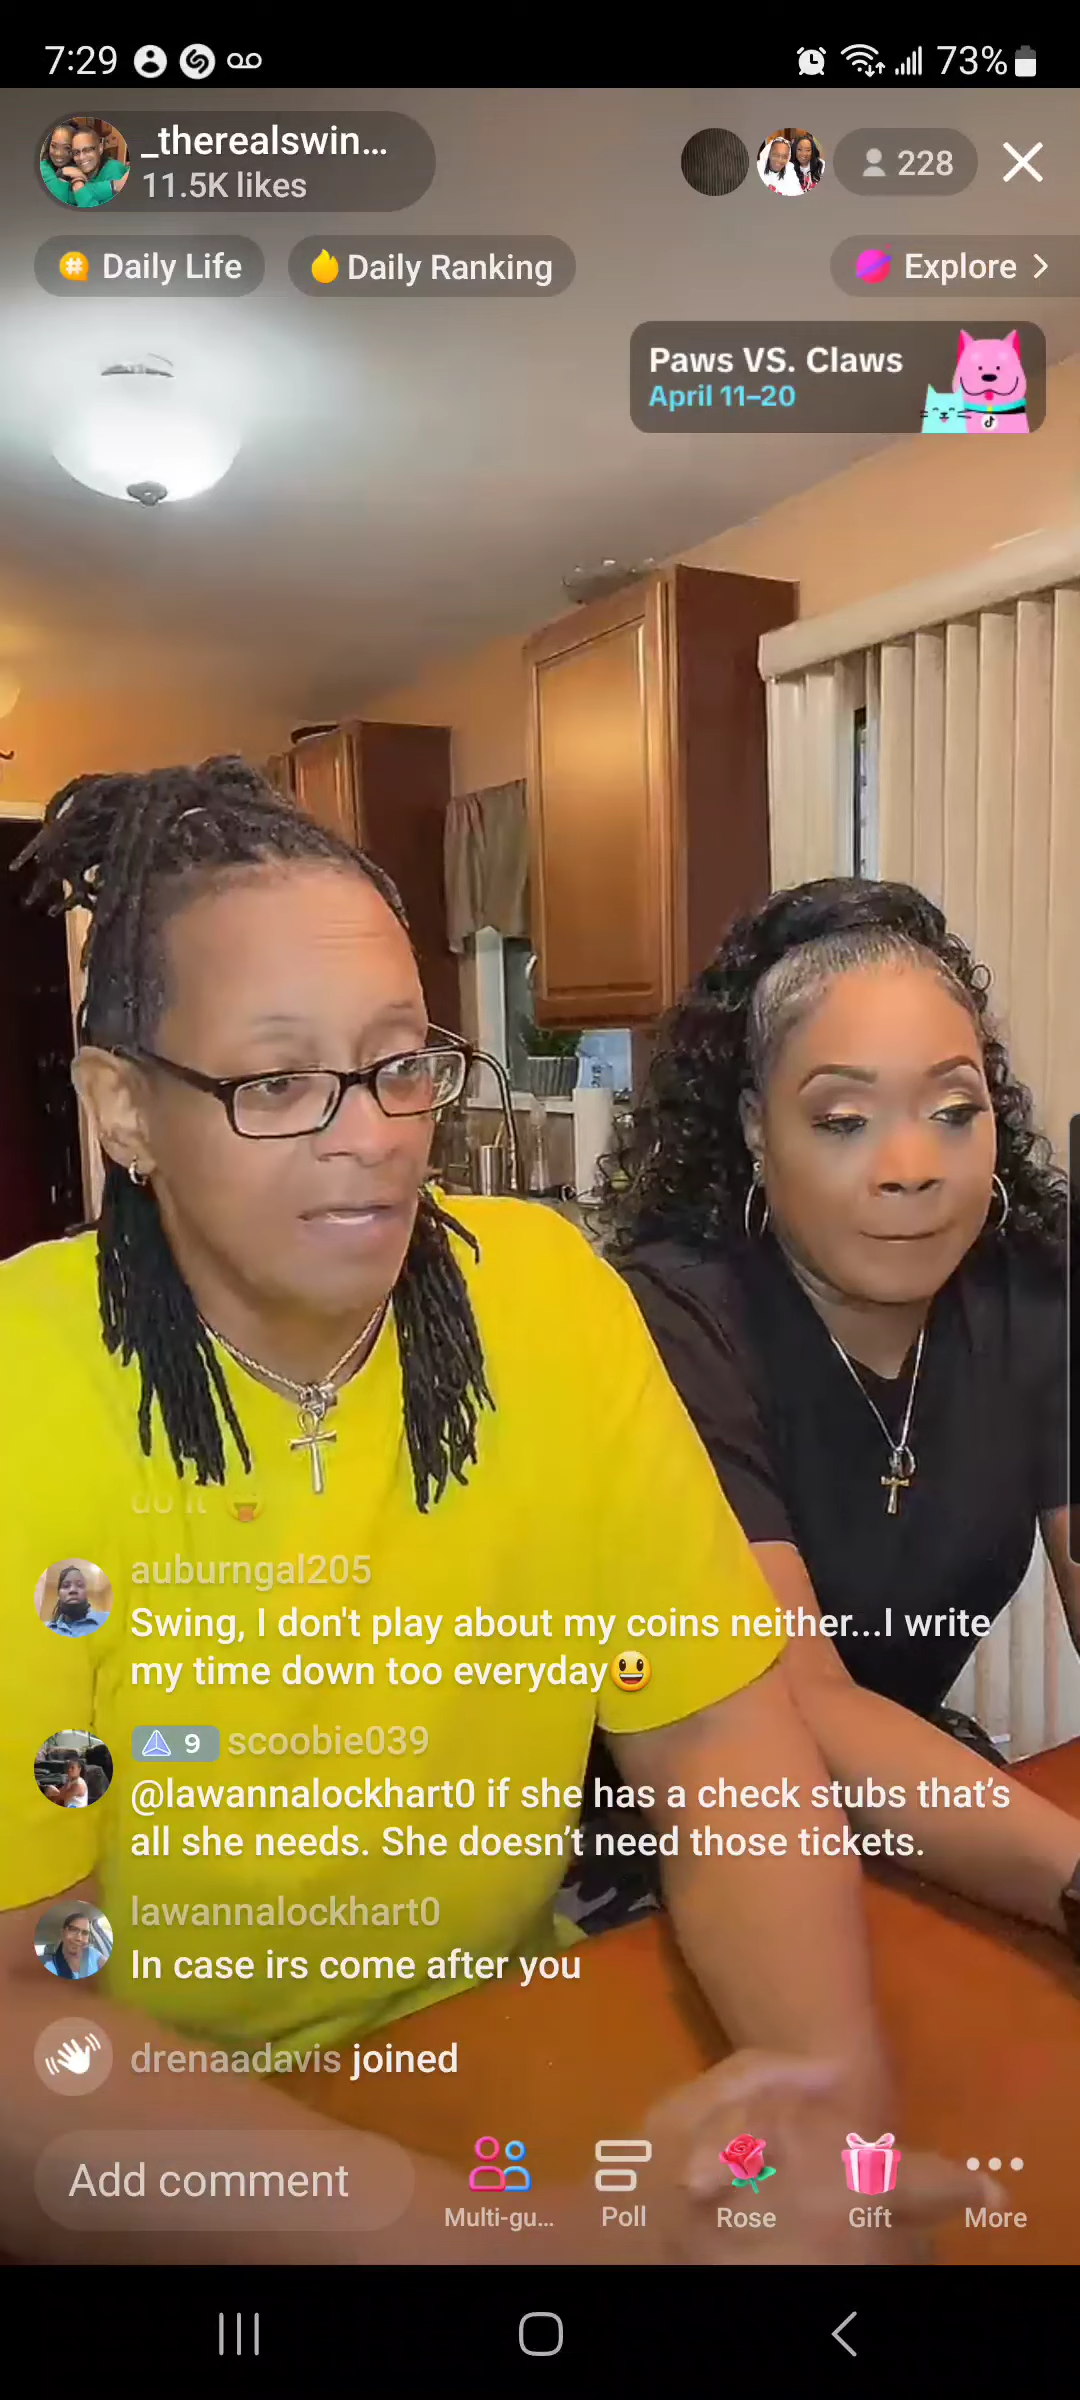 7:29
73%
_therealswin...
11.5K likes
228
Daily Life
Daily Ranking
Explore >
Paws VS. Claws
April 11–20
do it 
auburngal205
Swing, I don't play about my coins neither...I write
my time down too everyday😃
9 scoobie039
@lawannalockhart0 if she has a check stubs that’s
all she needs. She doesn’t need those tickets.
lawannalockhart0
In case irs come after you
drenaadavis joined
Add comment
Multi-gu...
Poll
Rose
Gift
More